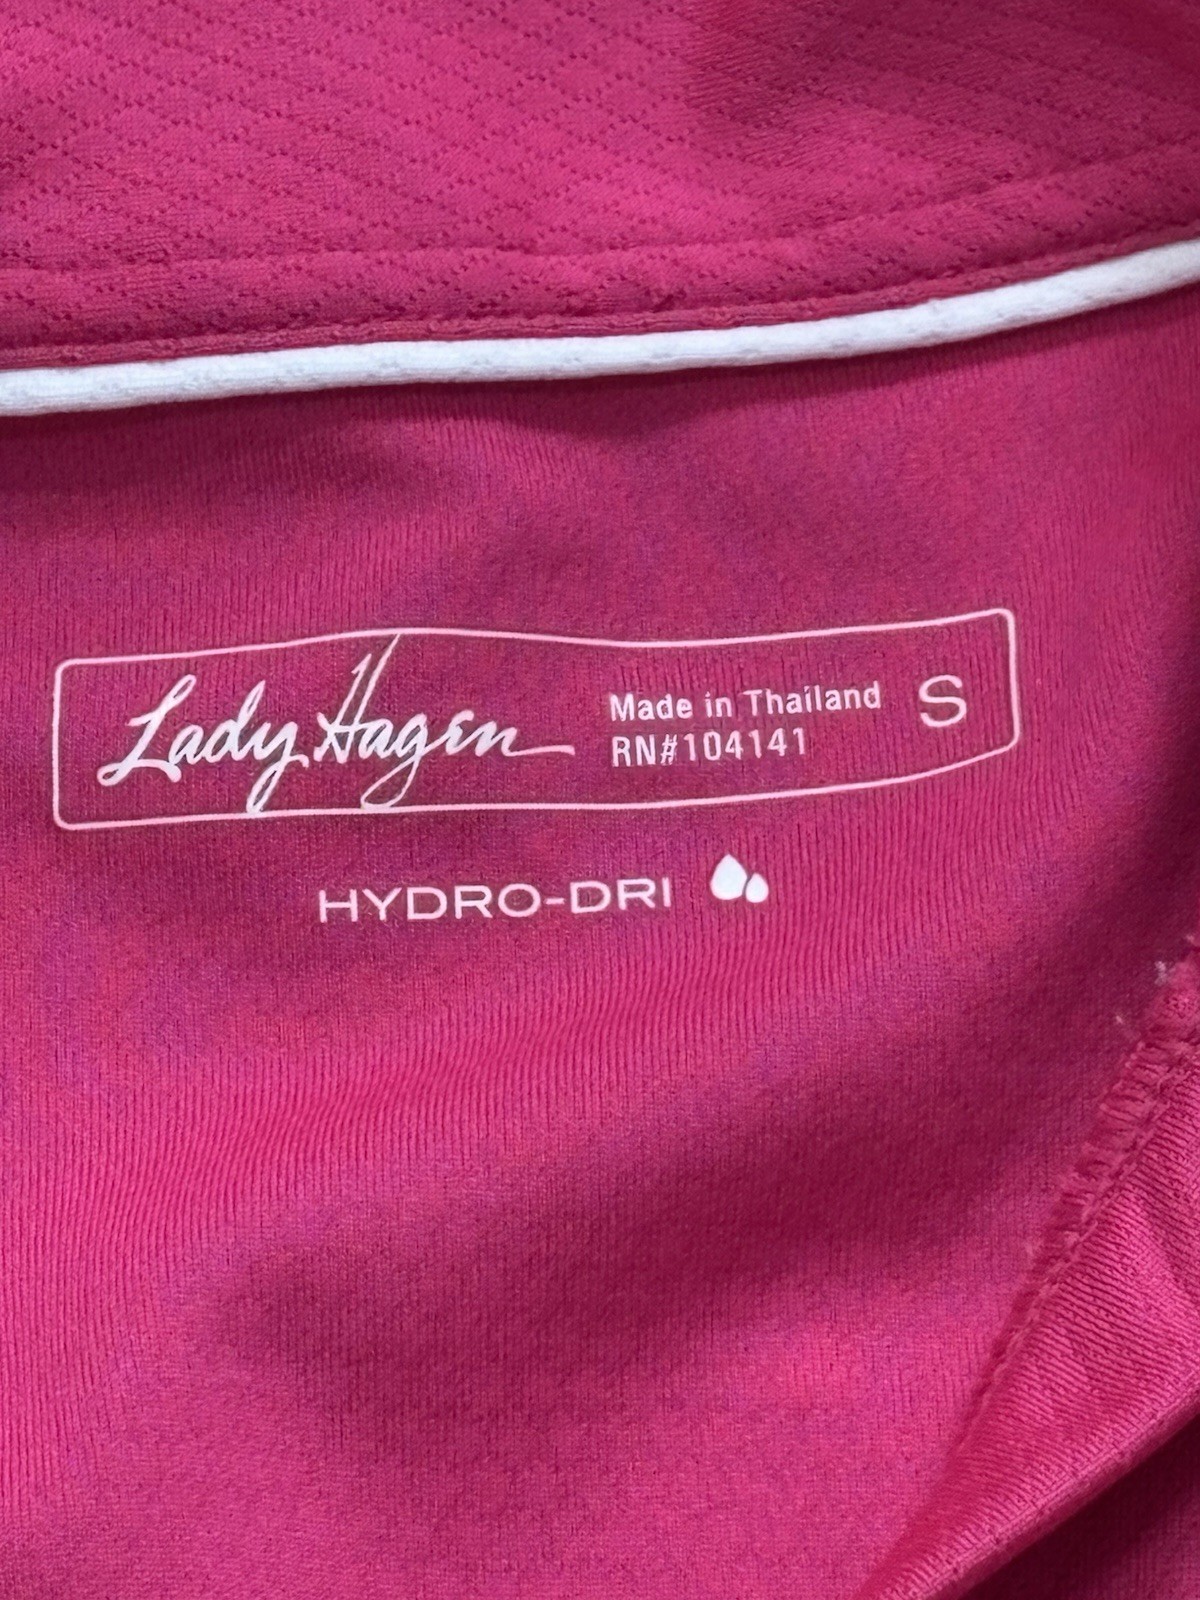 Lady Hagen
Made in Thailand
RN#104141
S
HYDRO-DRI